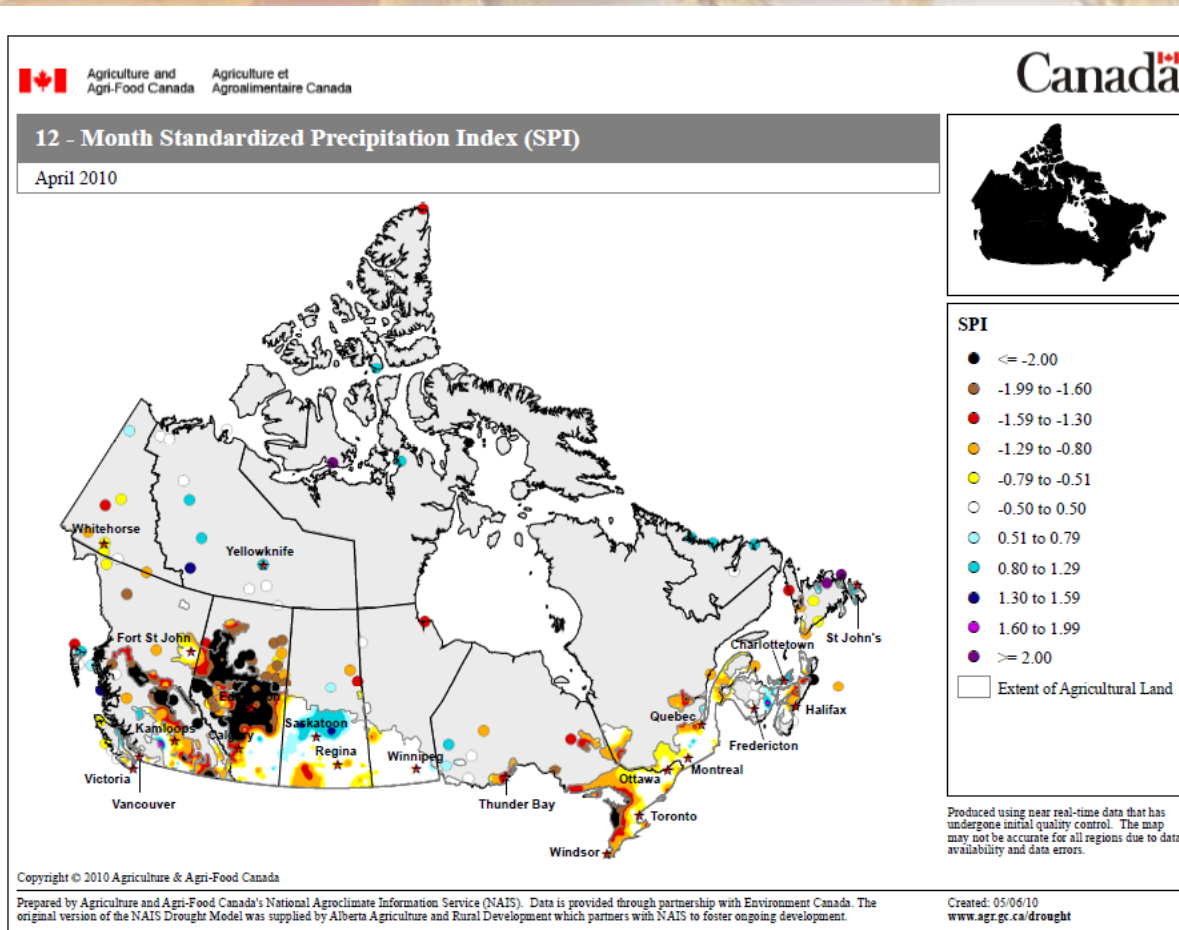 Agriculture and
Agri-Food Canada
Agriculture et
Agroalimentaire Canada
Canada
12 - Month Standardized Precipitation Index (SPI)
April 2010
Whitehorse
Yellowknife
Fort St John
Kamloops
Calgary
Saskatoon
Regina
Winnipeg
Victoria
Vancouver
Thunder Bay
Windsor
Toronto
Ottawa
Montreal
Quebec
Fredericton
Halifax
Charlottetown
St John's
SPI
<= -2.00
-1.99 to -1.60
-1.59 to -1.30
-1.29 to -0.80
-0.79 to -0.51
-0.50 to 0.50
0.51 to 0.79
0.80 to 1.29
1.30 to 1.59
1.60 to 1.99
>= 2.00
Extent of Agricultural Land
Produced using near real-time data that has
undergone initial quality control. The map
may not be accurate for all regions due to data
availability and data errors.
Copyright © 2010 Agriculture & Agri-Food Canada
Prepared by Agriculture and Agri-Food Canada's National Agroclimate Information Service (NAIS). Data is provided through partnership with Environment Canada. The
original version of the NAIS Drought Model was supplied by Alberta Agriculture and Rural Development which partners with NAIS to foster ongoing development.
Created: 05/06/10
www.agr.gc.ca/drought